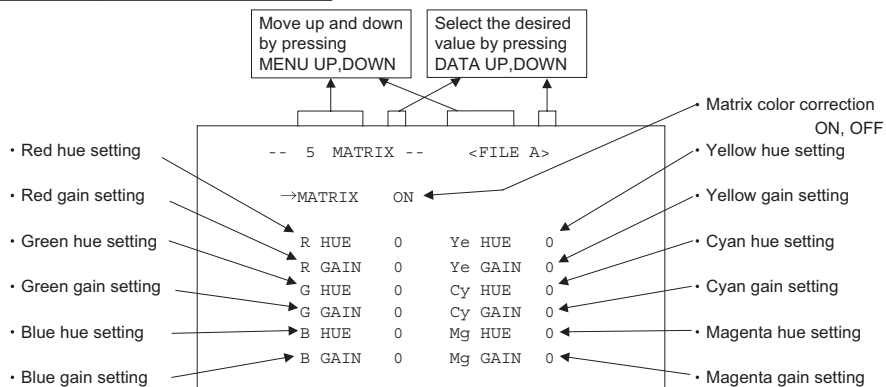 Move up and down
by pressing
MENU UP,DOWN
Select the desired
value by pressing
DATA UP,DOWN
・Matrix color correction
ON, OFF
・Red hue setting
・Red gain setting
・Green hue setting
・Green gain setting
・Blue hue setting
・Blue gain setting
-- 5 MATRIX -- <FILE A>
→MATRIX ON
R HUE 0 Ye HUE 0
R GAIN 0 Ye GAIN 0
G HUE 0 Cy HUE 0
G GAIN 0 Cy GAIN 0
B HUE 0 Mg HUE 0
B GAIN 0 Mg GAIN 0
・Yellow hue setting
・Yellow gain setting
・Cyan hue setting
・Cyan gain setting
・Magenta hue setting
・Magenta gain setting